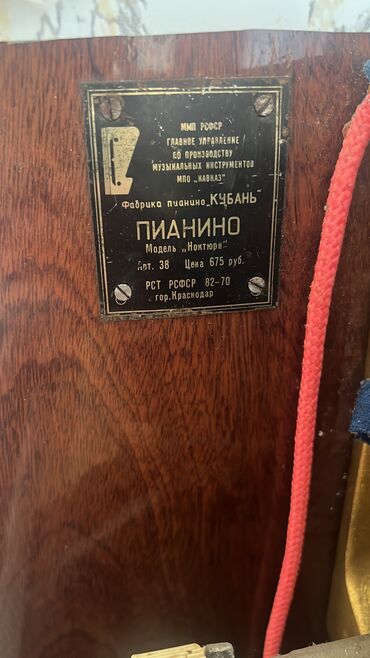 ММП РСФСР
ГЛАВНОЕ УПРАВЛЕНИЕ
ПО ПРОИЗВОДСТВУ
МУЗЫКАЛЬНЫХ ИНСТРУМЕНТОВ
МПО „КАВКАЗ"
Фабрика пианино „КУБАНЬ"
ПИАНИНО
Модель „Ноктюрн"
Арт. 38 Цена 675 руб.
РСТ РСФСР 82-70
гор. Краснодар